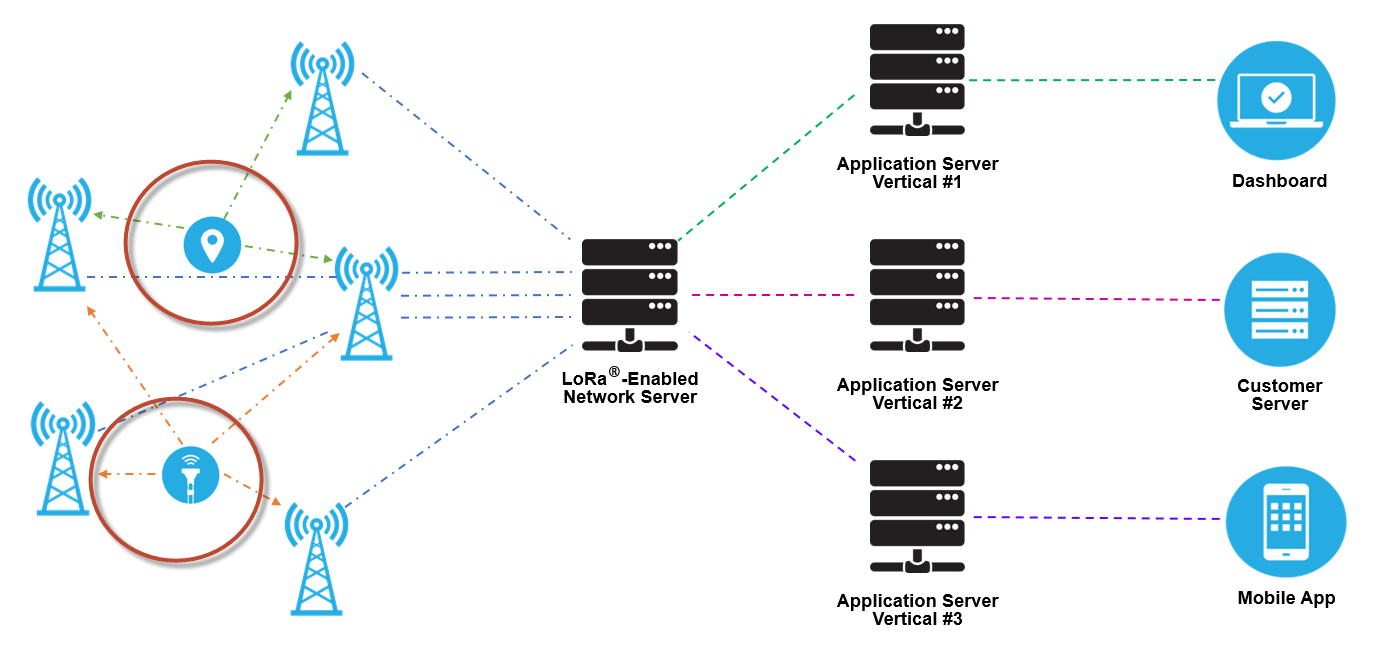 Application Server
Vertical #1
Dashboard
LoRa®-Enabled
Network Server
Application Server
Vertical #2
Customer
Server
Application Server
Vertical #3
Mobile App